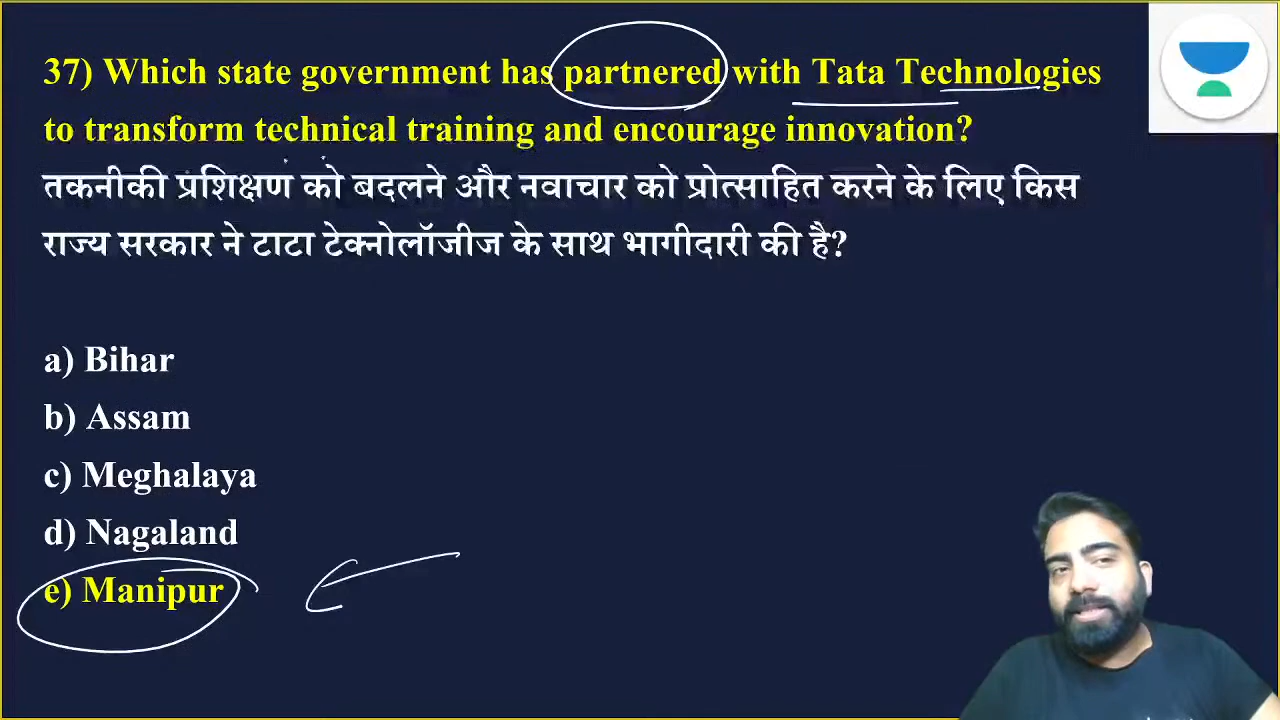 37) Which state government has partnered with Tata Technologies
to transform technical training and encourage innovation?
तकनीकी प्रशिक्षण को बदलने और नवाचार को प्रोत्साहित करने के लिए किस
राज्य सरकार ने टाटा टेक्नोलॉजीज के साथ भागीदारी की है?
a) Bihar
b) Assam
c) Meghalaya
d) Nagaland
e) Manipur